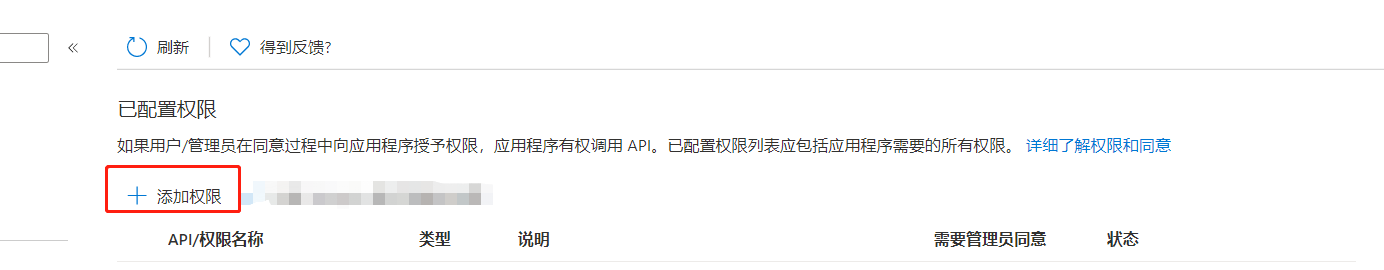 « 刷新 得到反馈?
已配置权限
如果用户/管理员在同意过程中向应用程序授予权限，应用程序有权调用 API。已配置权限列表应包括应用程序需要的所有权限。 详细了解权限和同意
添加权限
API/权限名称 类型 说明 需要管理员同意 状态